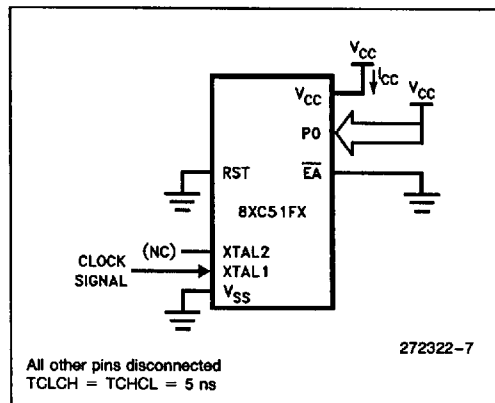 VCC
ICC
VCC
VCC
P0
RST
EA
8XC51FX
(NC)
XTAL2
CLOCK SIGNAL
XTAL1
VSS
272322-7
All other pins disconnected
TCLCH = TCHCL = 5 ns